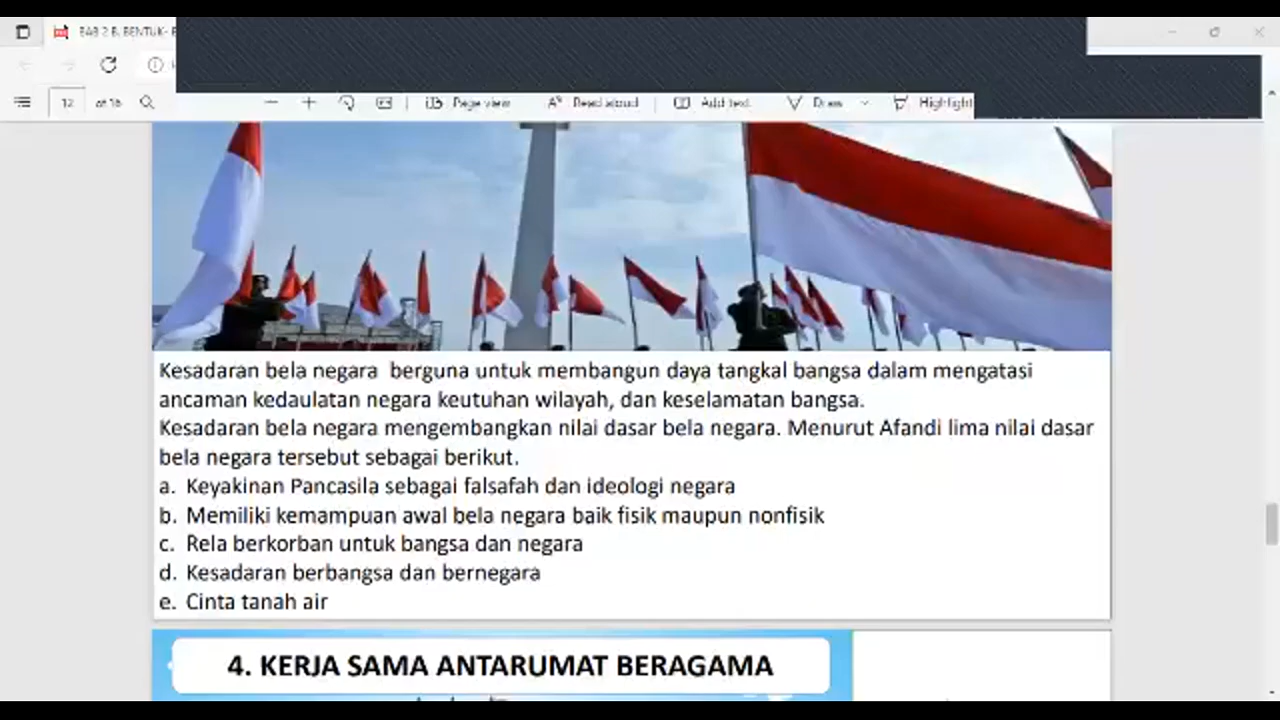 BAB 2 B. BENTUK-
12 of 16
Page view
Read aloud
Add text
Draw
Highlight
Kesadaran bela negara berguna untuk membangun daya tangkal bangsa dalam mengatasi
ancaman kedaulatan negara keutuhan wilayah, dan keselamatan bangsa.
Kesadaran bela negara mengembangkan nilai dasar bela negara. Menurut Afandi lima nilai dasar
bela negara tersebut sebagai berikut.
a. Keyakinan Pancasila sebagai falsafah dan ideologi negara
b. Memiliki kemampuan awal bela negara baik fisik maupun nonfisik
c. Rela berkorban untuk bangsa dan negara
d. Kesadaran berbangsa dan bernegara
e. Cinta tanah air
4. KERJA SAMA ANTARUMAT BERAGAMA